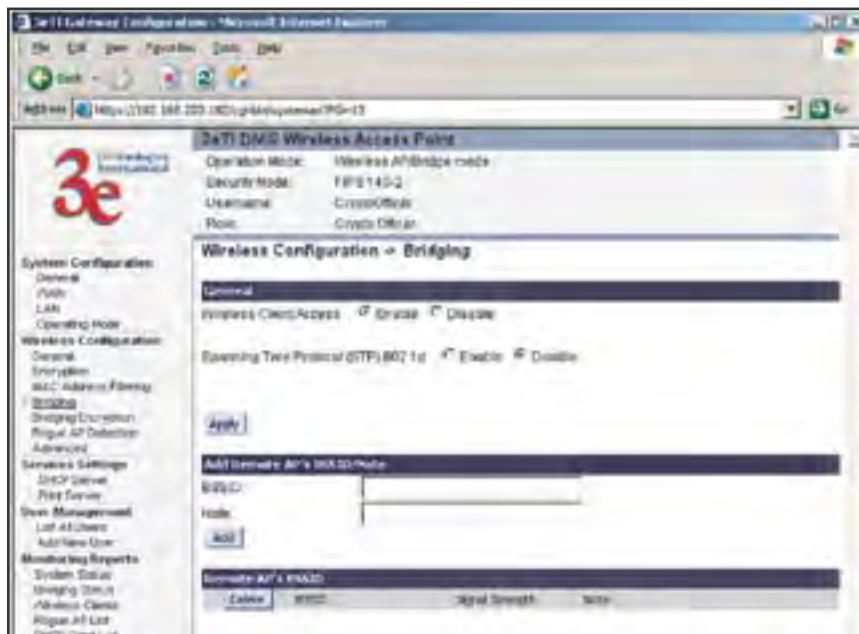 3eTI Gateway Configuration - Microsoft Internet Explorer
File Edit View Favorites Tools Help
Back
Address
Go
3e
Technologies
International
3eTI DMG Wireless Access Point
Operation Mode: Wireless AP/Bridge mode
Security Mode: FIPS 140-2
Username: CryptoOfficer
Role: Crypto Officer
Wireless Configuration -> Bridging
System Configuration
General
WAN
LAN
Operating Mode
Wireless Configuration
General
Encryption
MAC Address Filtering
Bridging
Bridging Encryption
Rogue AP Detection
Advanced
Services Settings
DHCP Server
Print Server
User Management
List All Users
Add New User
Monitoring Reports
System Status
Bridging Status
Wireless Clients
Rogue AP List
General
Wireless Client Access Enable Disable
Spanning Tree Protocol (STP) 802.1d Enable Disable
Apply
Add Remote AP's BSSID/Note
BSSID:
Note:
Add
Remote AP's BSSID
Delete BSSID Signal Strength Note